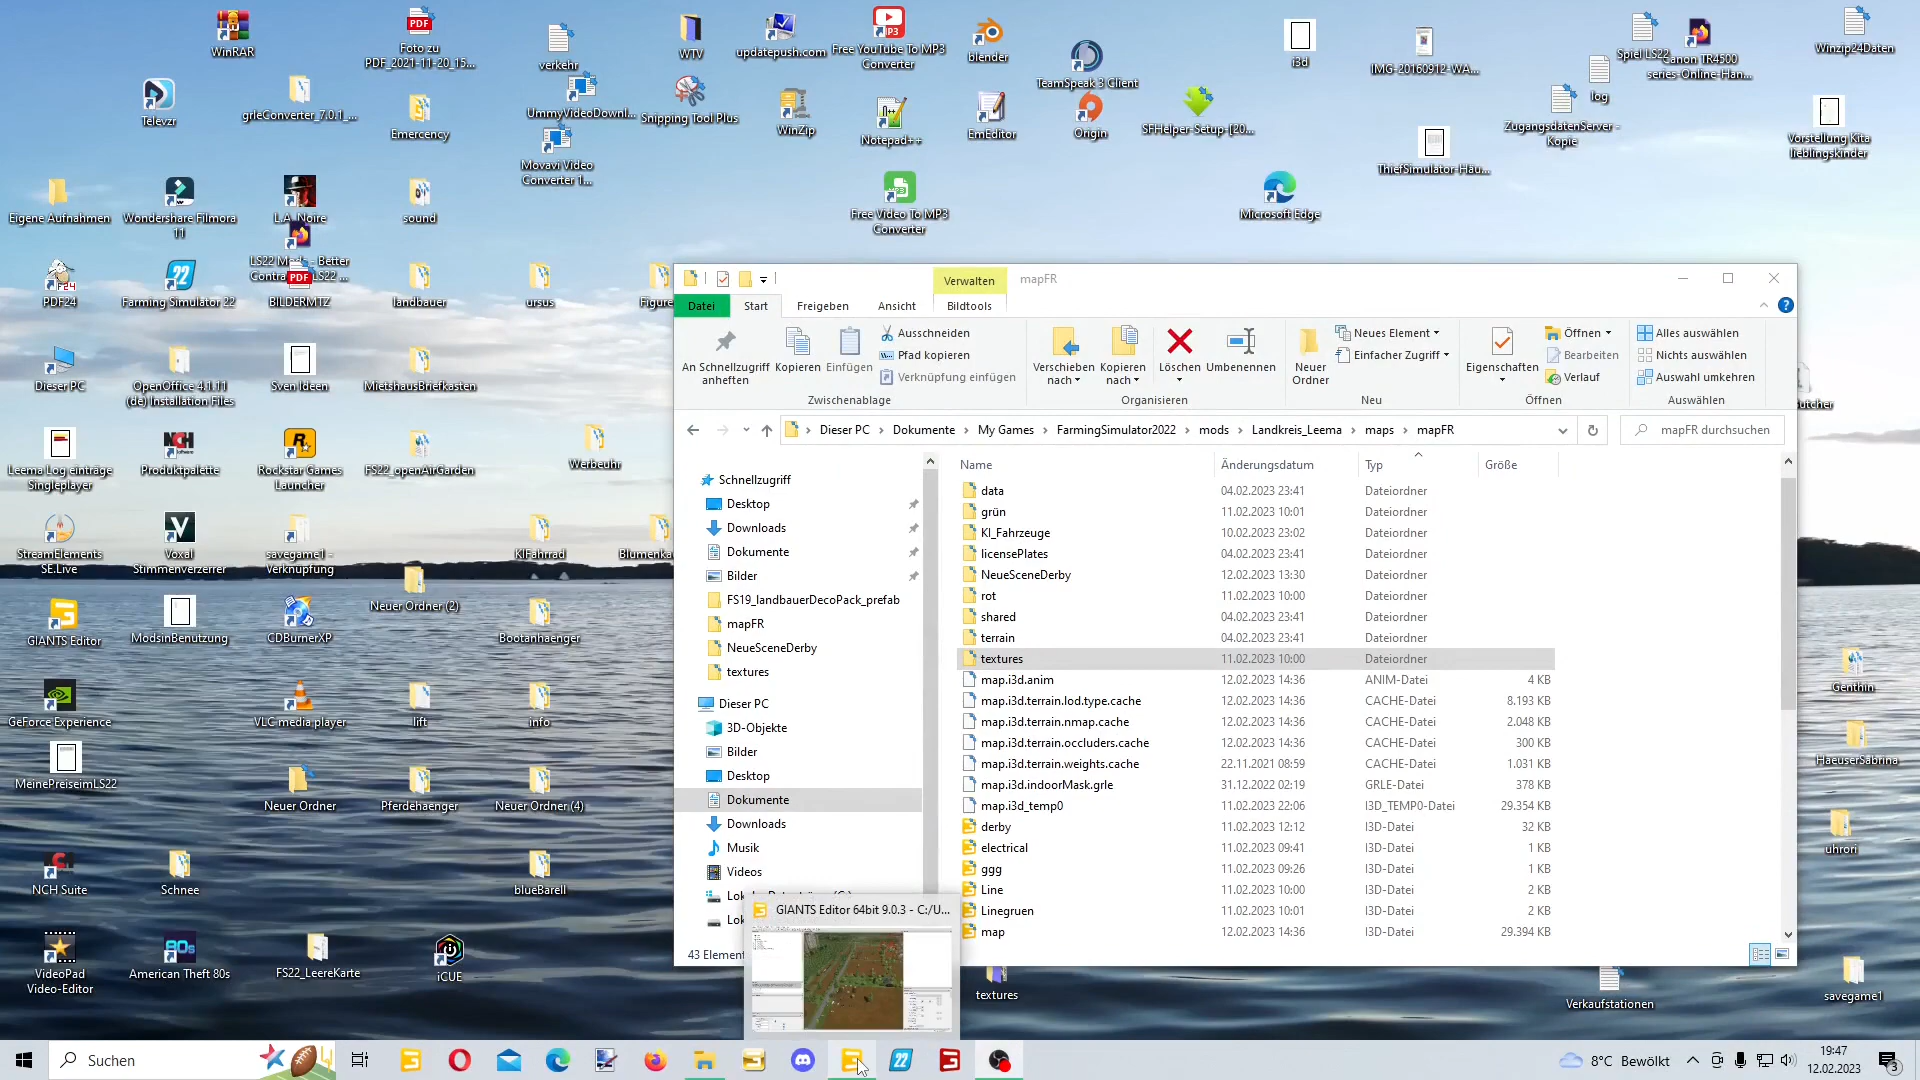 WinRAR
Foto zu
PDF_2021-11-20_15...
verkehr
WTV
updatepush.com
Free YouTube To MP3
Converter
blender
TeamSpeak 3 Client
i3d
IMG-20160912-WA...
Spiel LS22
Canon TR4500
series-Online-Han...
Winzip24Daten
Televzr
grleConverter_7.0.1_...
Emercency
UmmyVideoDownl...
Snipping Tool Plus
WinZip
Notepad++
EmEditor
Origin
SFHelper-Setup-[20...
log
ZugangsdatenServer -
Kopie
Vorstellung Kita
lieblingskinder
Movavi Video
Converter 1...
ThiefSimulator-Hau...
Eigene Aufnahmen
Wondershare Filmora
11
L.A. Noire
sound
Free Video To MP3
Converter
Microsoft Edge
PDF24
Farming Simulator 22
LS22 Mods - Better
BILDERMTZ
landbauer
ursus
Dieser PC
OpenOffice 4.1.11
(de) Installation Files
Sven Ideen
MietshausBriefkasten
Leema Log einträge
Singleplayer
Produktpalette
Rockstar Games
Launcher
FS22_openAirGarden
Werbeuhr
StreamElements
SE.Live
Voxal
Stimmenverzerrer
savegame1 -
Verknüpfung
KIFahrrad
Neuer Ordner (2)
GIANTS Editor
ModsinBenutzung
CDBurnerXP
Bootanhaenger
GeForce Experience
VLC media player
lift
info
MeinePreiseimLS22
Neuer Ordner
Pferdehaenger
Neuer Ordner (4)
NCH Suite
Schnee
blueBarell
VideoPad
Video-Editor
American Theft 80s
FS22_LeereKarte
iCUE
Genthin
HaeuserSabrina
uhrori
savegame1
Verkaufstationen
textures
Verwalten
mapFR
Datei
Start
Freigeben
Ansicht
Bildtools
An Schnellzugriff
anheften
Kopieren
Einfügen
Ausschneiden
Pfad kopieren
Verknüpfung einfügen
Zwischenablage
Verschieben
nach
Kopieren
nach
Löschen
Umbenennen
Organisieren
Neuer
Ordner
Neues Element
Einfacher Zugriff
Neu
Eigenschaften
Öffnen
Bearbeiten
Verlauf
Öffnen
Alles auswählen
Nichts auswählen
Auswahl umkehren
Auswählen
Dieser PC
Dokumente
My Games
FarmingSimulator2022
mods
Landkreis_Leema
maps
mapFR
mapFR durchsuchen
Schnellzugriff
Desktop
Downloads
Dokumente
Bilder
FS19_landbauerDecoPack_prefab
mapFR
NeueSceneDerby
textures
Dieser PC
3D-Objekte
Bilder
Desktop
Dokumente
Downloads
Musik
Videos
43 Element
Name Änderungsdatum Typ Größe
data 04.02.2023 23:41 Dateiordner
grün 11.02.2023 10:01 Dateiordner
KI_Fahrzeuge 10.02.2023 23:02 Dateiordner
licensePlates 04.02.2023 23:41 Dateiordner
NeueSceneDerby 12.02.2023 13:30 Dateiordner
rot 11.02.2023 10:00 Dateiordner
shared 04.02.2023 23:41 Dateiordner
terrain 04.02.2023 23:41 Dateiordner
textures 11.02.2023 10:00 Dateiordner
map.i3d.anim 12.02.2023 14:36 ANIM-Datei 4 KB
map.i3d.terrain.lod.type.cache 12.02.2023 14:36 CACHE-Datei 8.193 KB
map.i3d.terrain.nmap.cache 12.02.2023 14:36 CACHE-Datei 2.048 KB
map.i3d.terrain.occluders.cache 12.02.2023 14:36 CACHE-Datei 300 KB
map.i3d.terrain.weights.cache 22.11.2021 08:59 CACHE-Datei 1.031 KB
map.i3d.indoorMask.grle 31.12.2022 02:19 GRLE-Datei 378 KB
map.i3d_temp0 11.02.2023 22:06 I3D_TEMP0-Datei 29.354 KB
derby 11.02.2023 12:12 I3D-Datei 32 KB
electrical 11.02.2023 09:41 I3D-Datei 1 KB
ggg 11.02.2023 09:26 I3D-Datei 1 KB
Line 11.02.2023 10:00 I3D-Datei 2 KB
Linegruen 11.02.2023 10:01 I3D-Datei 2 KB
map 12.02.2023 14:36 I3D-Datei 29.394 KB
GIANTS Editor 64bit 9.0.3 - C:/U...
Suchen
8°C Bewölkt
19:47
12.02.2023
3